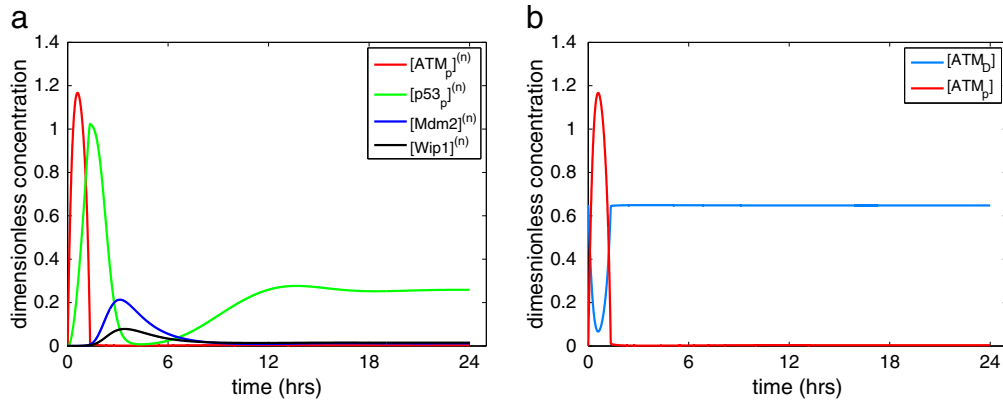 a
1.4
1.2
1
0.8
0.6
0.4
0.2
0
dimensionless concentration
0 6 12 18 24
time (hrs)
[ATMp](n)
[p53p](n)
[Mdm2](n)
[Wip1](n)
b
1.4
1.2
1
0.8
0.6
0.4
0.2
0
dimesnionless concentration
0 6 12 18 24
time (hrs)
[ATMD]
[ATMp]